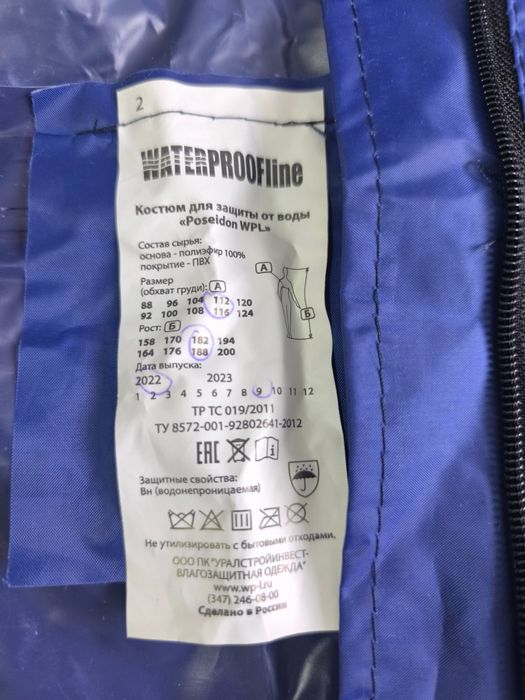 2
WATERPROOFline
Костюм для защиты от воды
«Poseidon WPL»
Состав сырья:
основа - полиэфир 100%
покрытие - ПВХ
Размер
(обхват груди): А
88 96 104 112 120
92 100 108 116 124
Рост: Б
158 170 182 194
164 176 188 200
А
Б
Дата выпуска:
2022 2023
1 2 3 4 5 6 7 8 9 10 11 12
ТР ТС 019/2011
ТУ 8572-001-92802641-2012
EAC
Защитные свойства:
Вн (водонепроницаемая)
Не утилизировать с бытовыми отходами.
ООО ПК "УРАЛСТРОЙИНВЕСТ-
ВЛАГОЗАЩИТНАЯ ОДЕЖДА"
www.wp-l.ru
(347) 246-08-00
Сделано в России